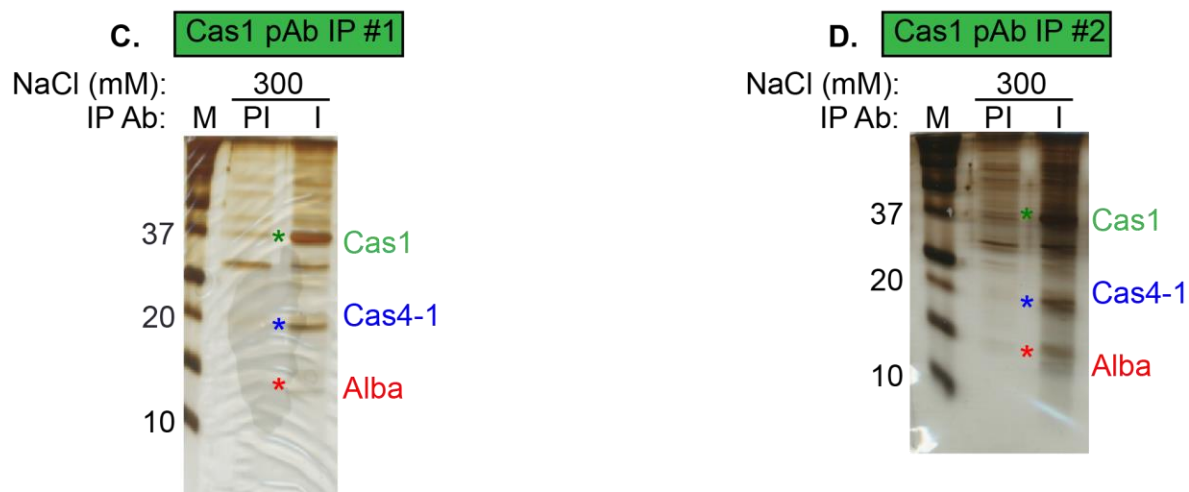 C.
Cas1 pAb IP #1
NaCl (mM): 300
IP Ab: M PI I
37
Cas1
20
Cas4-1
Alba
10
D.
Cas1 pAb IP #2
NaCl (mM): 300
IP Ab: M PI I
37
Cas1
20
Cas4-1
Alba
10